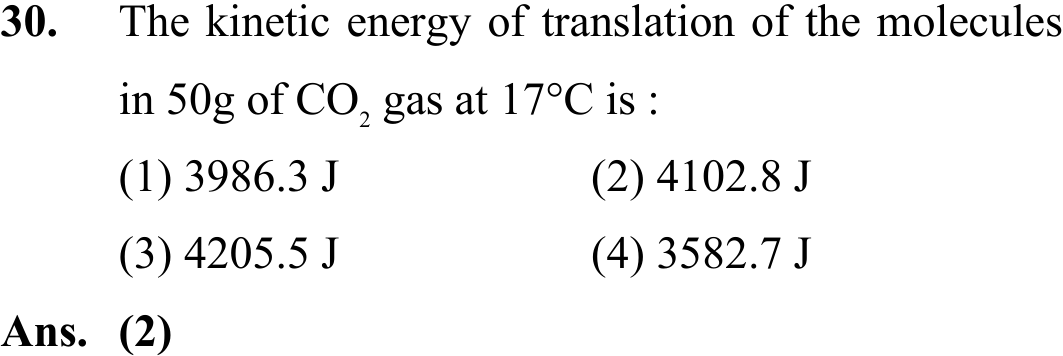 30. The kinetic energy of translation of the molecules
in 50g of CO₂ gas at 17°C is :
(1) 3986.3 J (2) 4102.8 J
(3) 4205.5 J (4) 3582.7 J
Ans. (2)